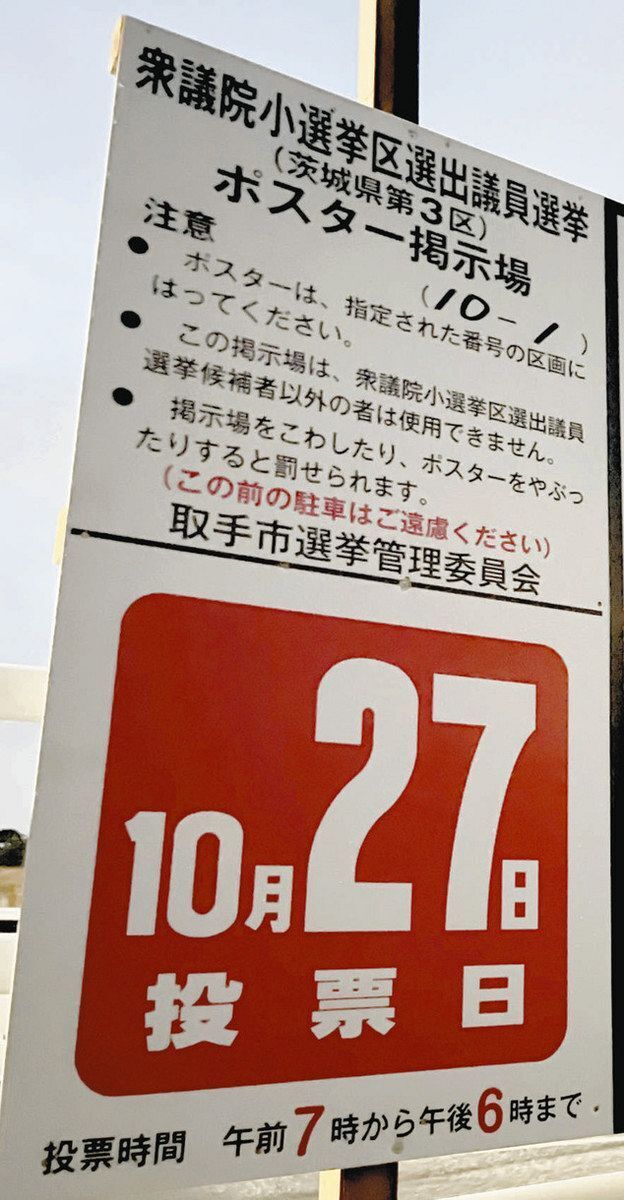 衆議院小選挙区選出議員選挙
（茨城県第３区）
ポスター掲示場
（10－1）
注意
● ポスターは、指定された番号の区画に
はってください。
● この掲示場は、衆議院小選挙区選出議員
選挙候補者以外の者は使用できません。
● 掲示場をこわしたり、ポスターをやぶっ
たりすると罰せられます。
（この前の駐車はご遠慮ください）
取手市選挙管理委員会
10月27日
投票日
投票時間 午前7時から午後6時まで